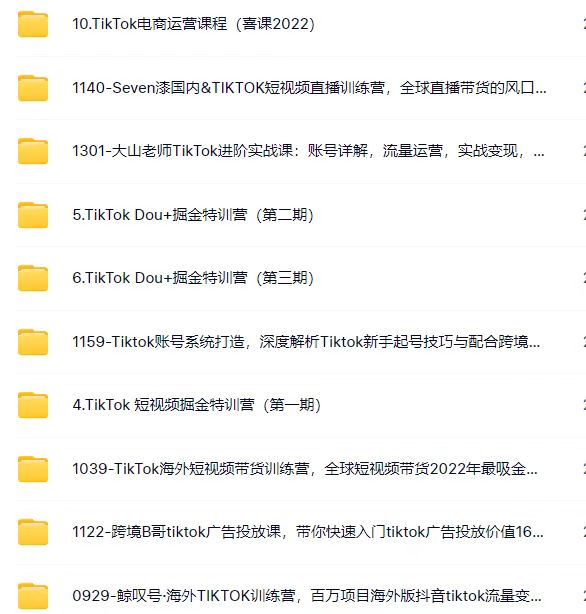 10.TikTok电商运营课程（喜课2022）
1140-Seven漆国内&TIKTOK短视频直播训练营，全球直播带货的风口...
1301-大山老师TikTok进阶实战课：账号详解，流量运营，实战变现，...
5.TikTok Dou+掘金特训营（第二期）
6.TikTok Dou+掘金特训营（第三期）
1159-Tiktok账号系统打造，深度解析Tiktok新手起号技巧与配合跨境...
4.TikTok 短视频掘金特训营（第一期）
1039-TikTok海外短视频带货训练营，全球短视频带货2022年最吸金...
1122-跨境B哥tiktok广告投放课，带你快速入门tiktok广告投放价值16...
0929-鲸叹号·海外TIKTOK训练营，百万项目海外版抖音tiktok流量变...